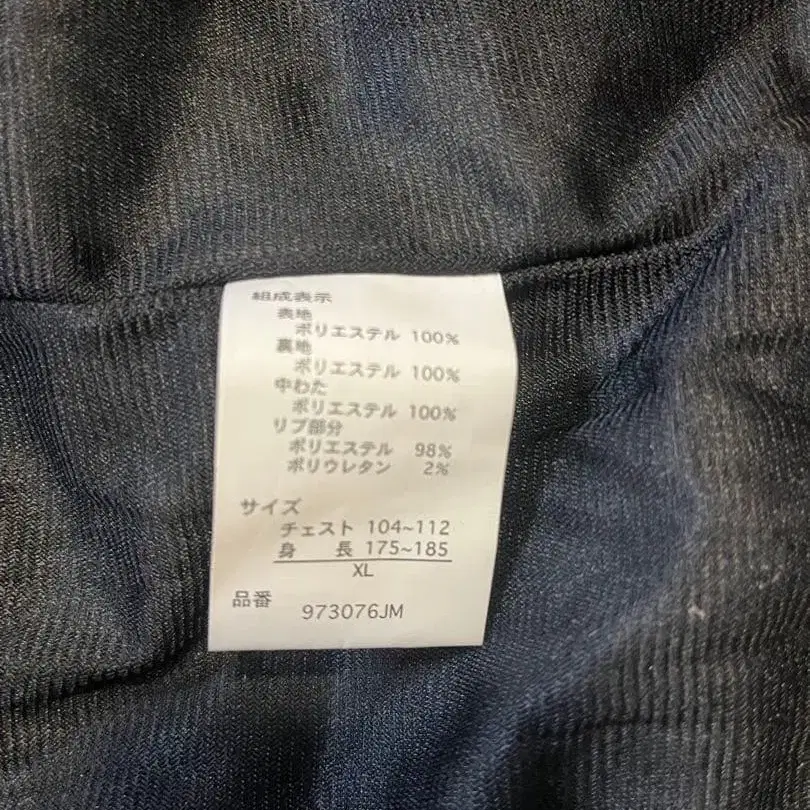 組成表示
表地
ポリエステル 100%
裏地
ポリエステル 100%
中わた
ポリエステル 100%
リブ部分
ポリエステル 98%
ポリウレタン 2%
サイズ
チェスト 104~112
身 長 175~185
XL
品番
973076JM